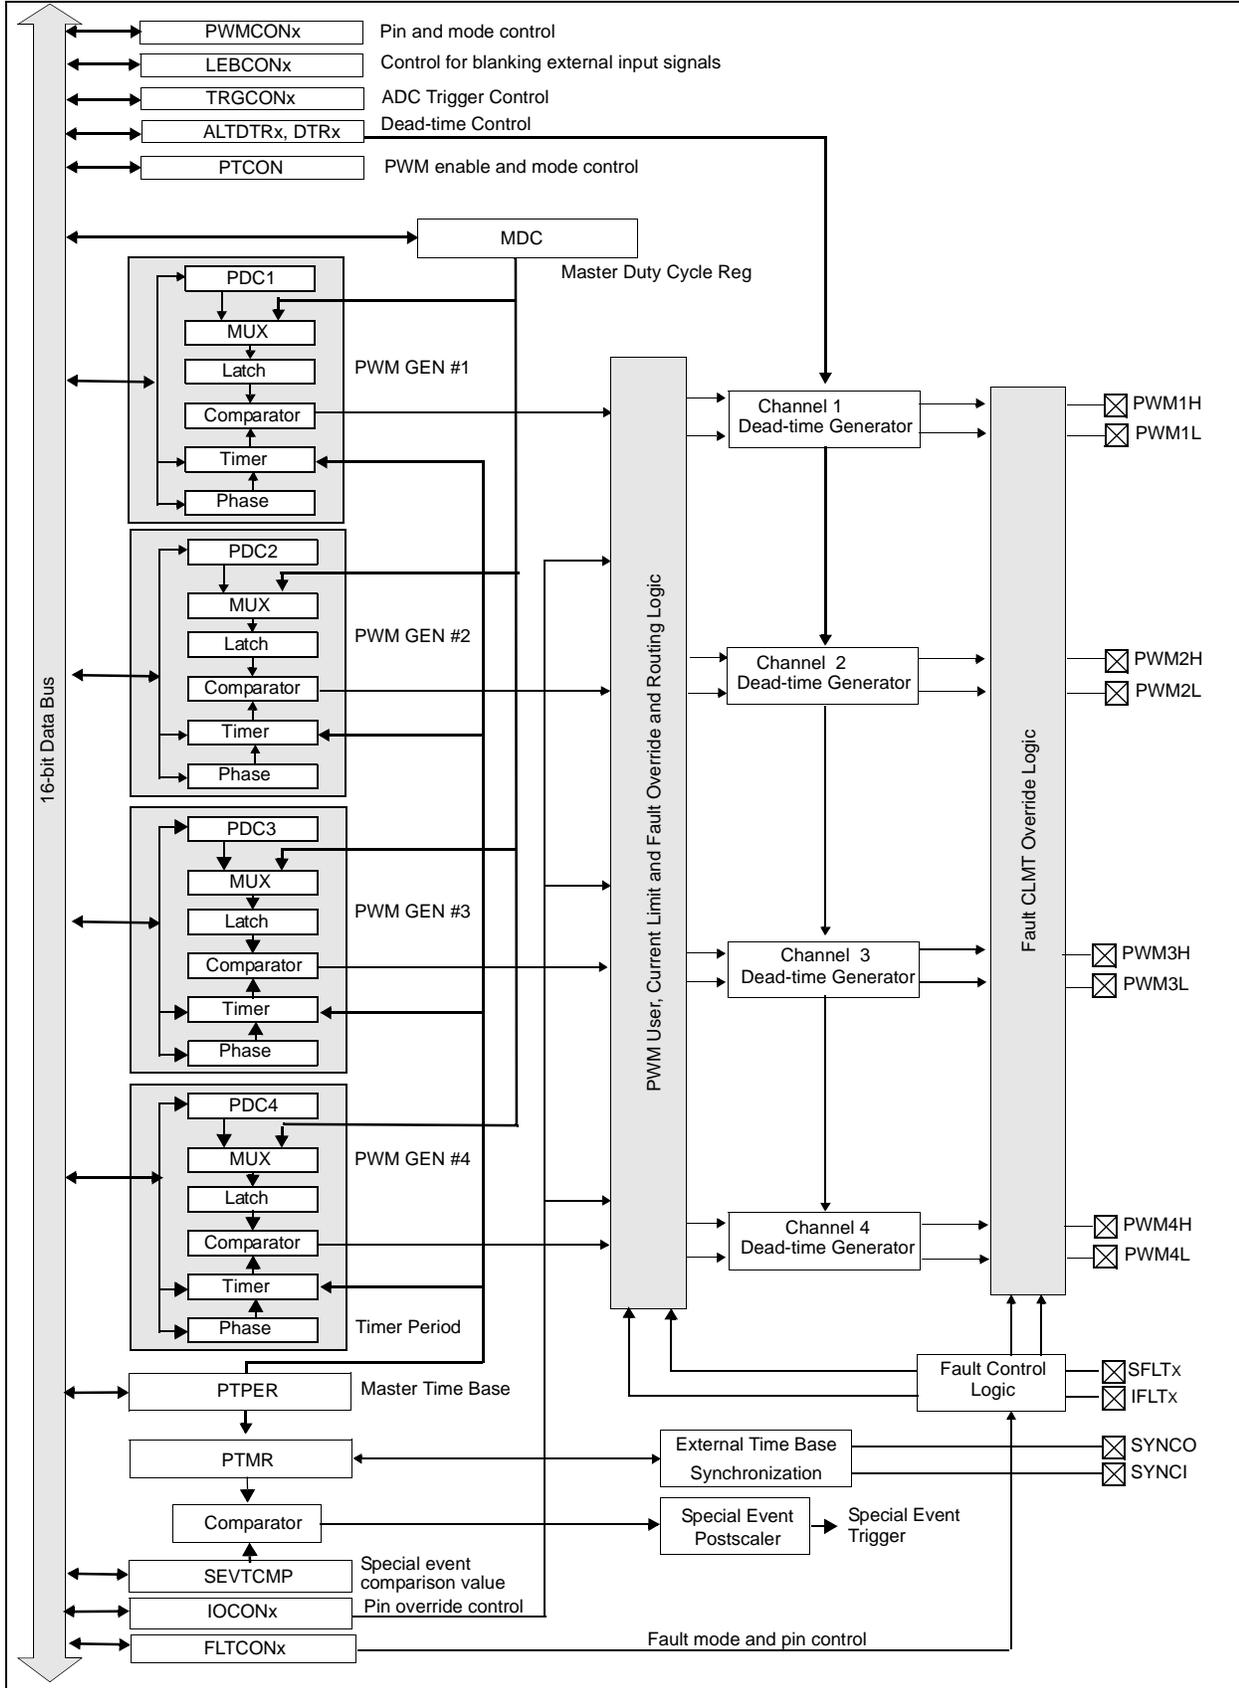 PWMCONx
Pin and mode control
LEBCONx
Control for blanking external input signals
TRGCONx
ADC Trigger Control
ALTDTRx, DTRx
Dead-time Control
PTCON
PWM enable and mode control
MDC
Master Duty Cycle Reg
16-bit Data Bus
PDC1
MUX
Latch
Comparator
Timer
Phase
PWM GEN #1
PDC2
MUX
Latch
Comparator
Timer
Phase
PWM GEN #2
PDC3
MUX
Latch
Comparator
Timer
Phase
PWM GEN #3
PDC4
MUX
Latch
Comparator
Timer
Phase
PWM GEN #4
Timer Period
PWM User, Current Limit and Fault Override and Routing Logic
Channel 1
Dead-time Generator
Channel 2
Dead-time Generator
Channel 3
Dead-time Generator
Channel 4
Dead-time Generator
Fault CLMT Override Logic
PWM1H
PWM1L
PWM2H
PWM2L
PWM3H
PWM3L
PWM4H
PWM4L
PTPER
Master Time Base
Fault Control
Logic
SFLTX
IFLTX
PTMR
External Time Base
Synchronization
SYNCO
SYNCI
Comparator
Special Event
Postscaler
Special Event
Trigger
SEVTCMP
Special event
comparison value
IOCONx
Pin override control
FLTCONx
Fault mode and pin control